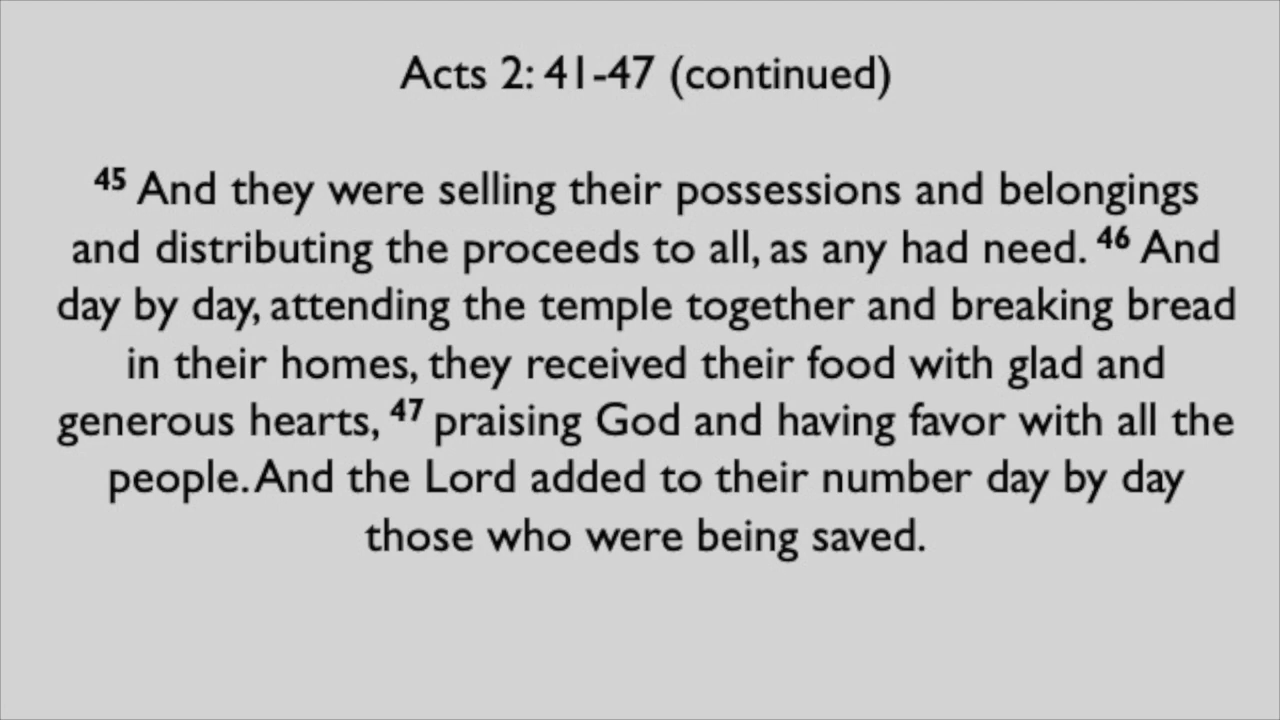 Acts 2: 41-47 (continued)
45 And they were selling their possessions and belongings
and distributing the proceeds to all, as any had need. 46 And
day by day, attending the temple together and breaking bread
in their homes, they received their food with glad and
generous hearts, 47 praising God and having favor with all the
people. And the Lord added to their number day by day
those who were being saved.